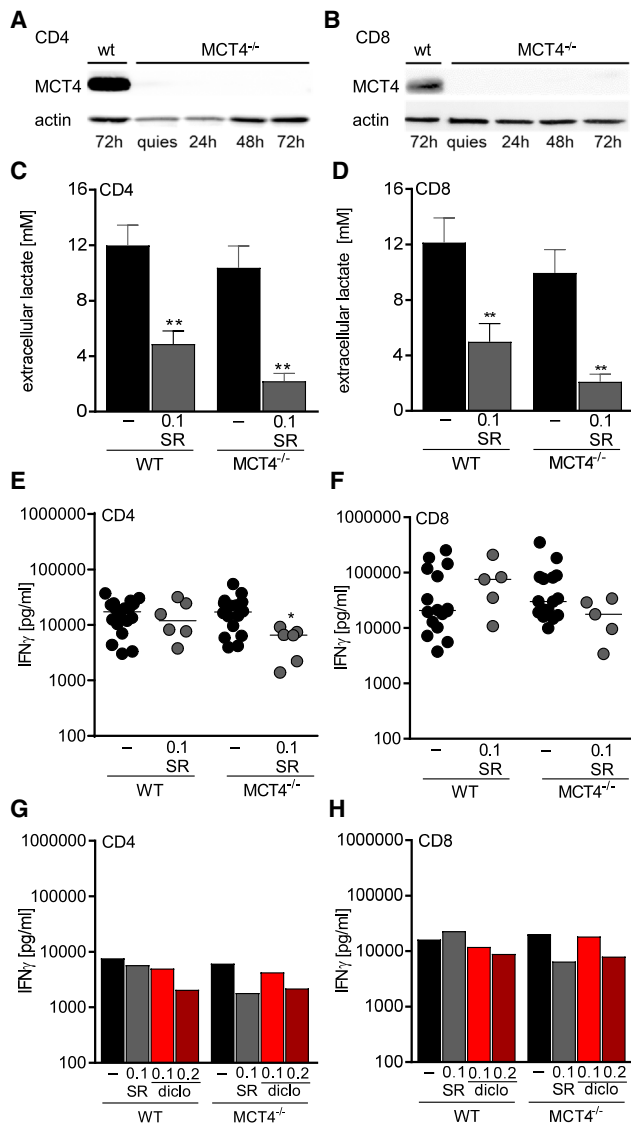 A
CD4
wt
MCT4-/-
MCT4
actin
72h quies 24h 48h 72h
B
CD8
wt
MCT4-/-
MCT4
actin
72h quies 24h 48h 72h
C
CD4
extracellular lactate [mM]
16
12
8
4
0
**
**
– 0.1 – 0.1
SR SR
WT MCT4-/-
D
CD8
extracellular lactate [mM]
16
12
8
4
0
**
**
– 0.1 – 0.1
SR SR
WT MCT4-/-
E
CD4
IFNγ [pg/ml]
1000000
100000
10000
1000
100
*
– 0.1 – 0.1
SR SR
WT MCT4-/-
F
CD8
IFNγ [pg/ml]
1000000
100000
10000
1000
100
– 0.1 – 0.1
SR SR
WT MCT4-/-
G
CD4
IFNγ [pg/ml]
1000000
100000
10000
1000
100
– 0.1 0.1 0.2 – 0.1 0.1 0.2
SR diclo SR diclo
WT MCT4-/-
H
CD8
IFNγ [pg/ml]
1000000
100000
10000
1000
100
– 0.1 0.1 0.2 – 0.1 0.1 0.2
SR diclo SR diclo
WT MCT4-/-